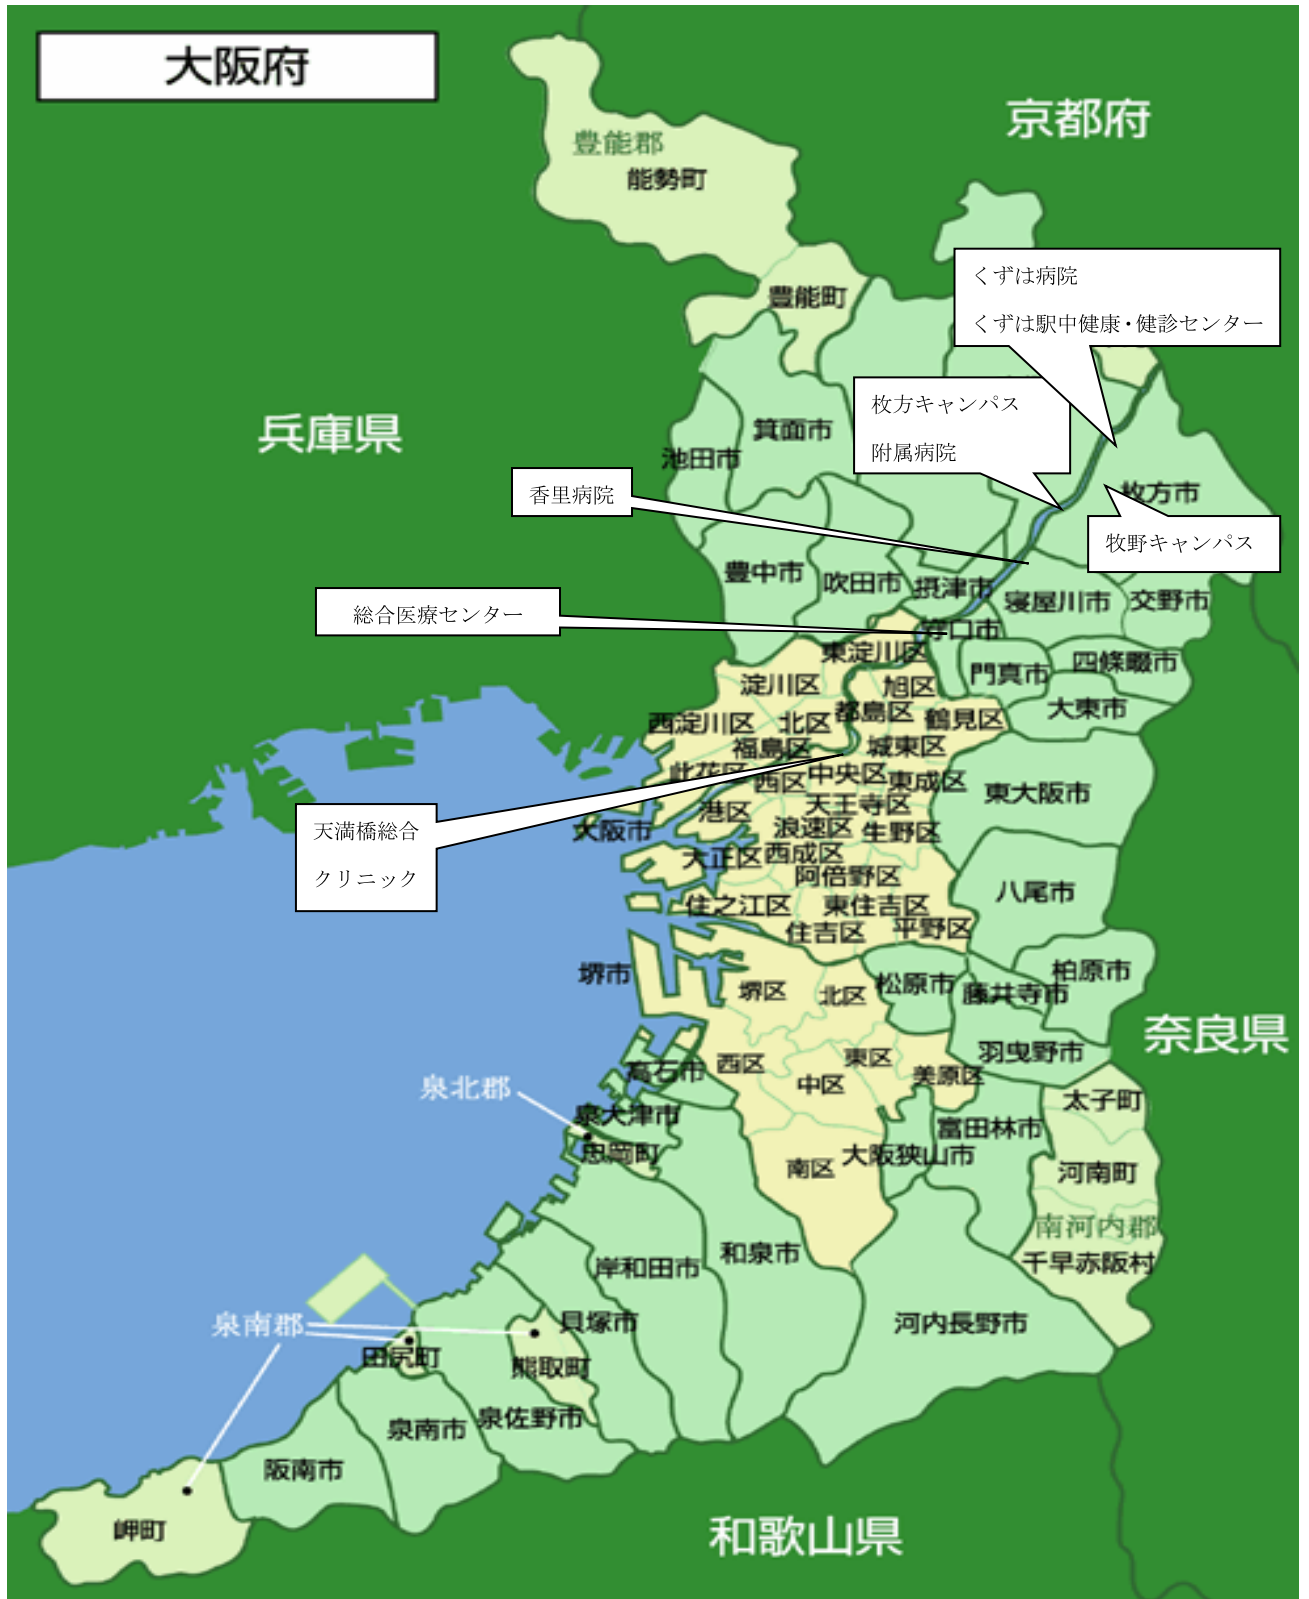 大阪府
京都府
豊能郡
能勢町
くずは病院
くずは駅中健康・健診センター
豊能町
枚方キャンパス
附属病院
兵庫県
箕面市
池田市
香里病院
枚方市
牧野キャンパス
豊中市
吹田市
摂津市
寝屋川市
交野市
総合医療センター
守口市
東淀川区
門真市
四條畷市
淀川区
旭区
大東市
西淀川区
北区
都島区
鶴見区
福島区
城東区
此花区
西区
中央区
東成区
東大阪市
天王寺区
港区
天満橋総合
クリニック
大阪市
浪速区
生野区
大正区
西成区
阿倍野区
八尾市
住之江区
東住吉区
住吉区
平野区
堺市
堺区
北区
松原市
藤井寺市
柏原市
奈良県
羽曳野市
西区
東区
高石市
中区
美原区
泉北郡
太子町
泉大津市
富田林市
忠岡町
大阪狭山市
南区
河南町
南河内郡
和泉市
岸和田市
千早赤阪村
泉南郡
貝塚市
河内長野市
田尻町
熊取町
泉佐野市
泉南市
阪南市
岬町
和歌山県